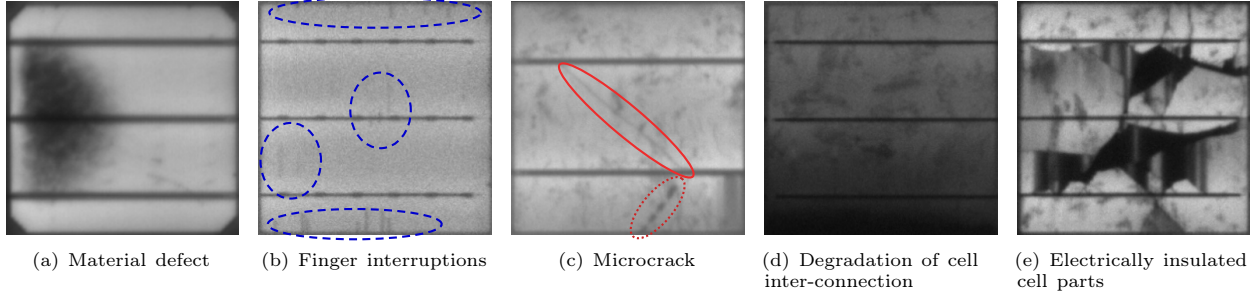 (a) Material defect
(b) Finger interruptions
(c) Microcrack
(d) Degradation of cell
inter-connection
(e) Electrically insulated
cell parts